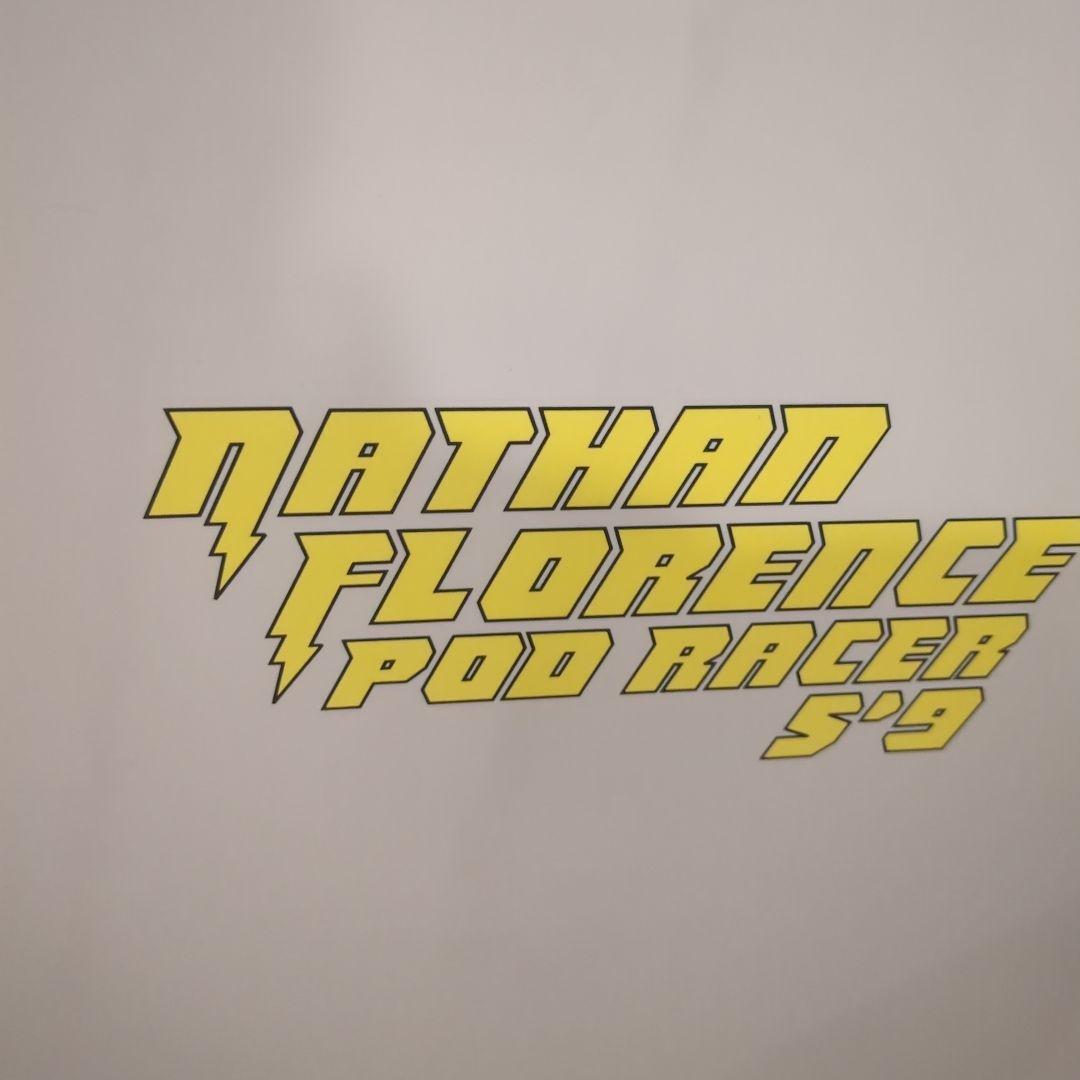 NATHAN
FLORENCE
POD RACER
5'9